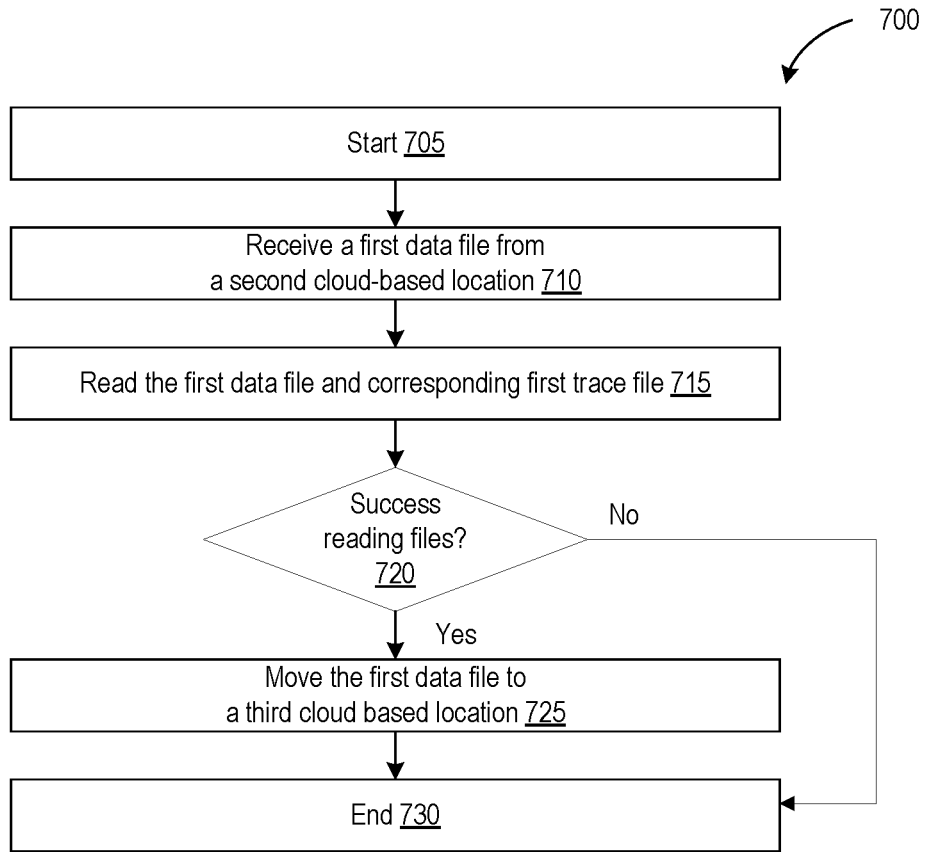 700
Start 705
Receive a first data file from
a second cloud-based location 710
Read the first data file and corresponding first trace file 715
Success
reading files?
720
No
Yes
Move the first data file to
a third cloud based location 725
End 730